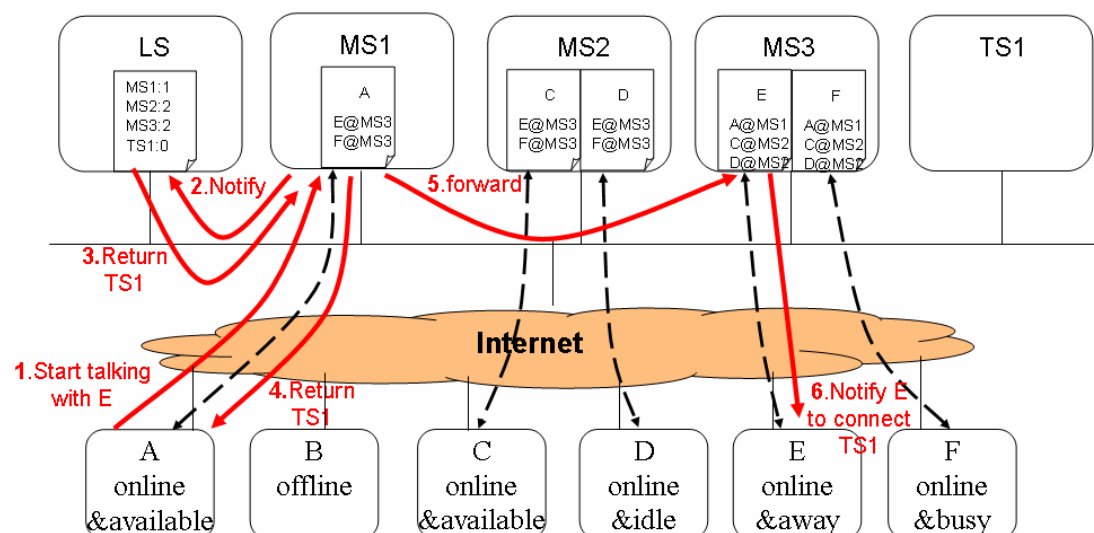 LS
MS1
MS2
MS3
TS1
MS1:1
MS2:2
MS3:2
TS1:0
A
E@MS3
F@MS3
C
E@MS3
F@MS3
D
E@MS3
F@MS3
E
A@MS1
C@MS2
D@MS2
F
A@MS1
C@MS2
D@MS2
2.Notify
5.forward
3.Return
TS1
Internet
1.Start talking
with E
4.Return
TS1
6.Notify E
to connect
TS1
A
online
&available
B
offline
C
online
&available
D
online
&idle
E
online
&away
F
online
&busy